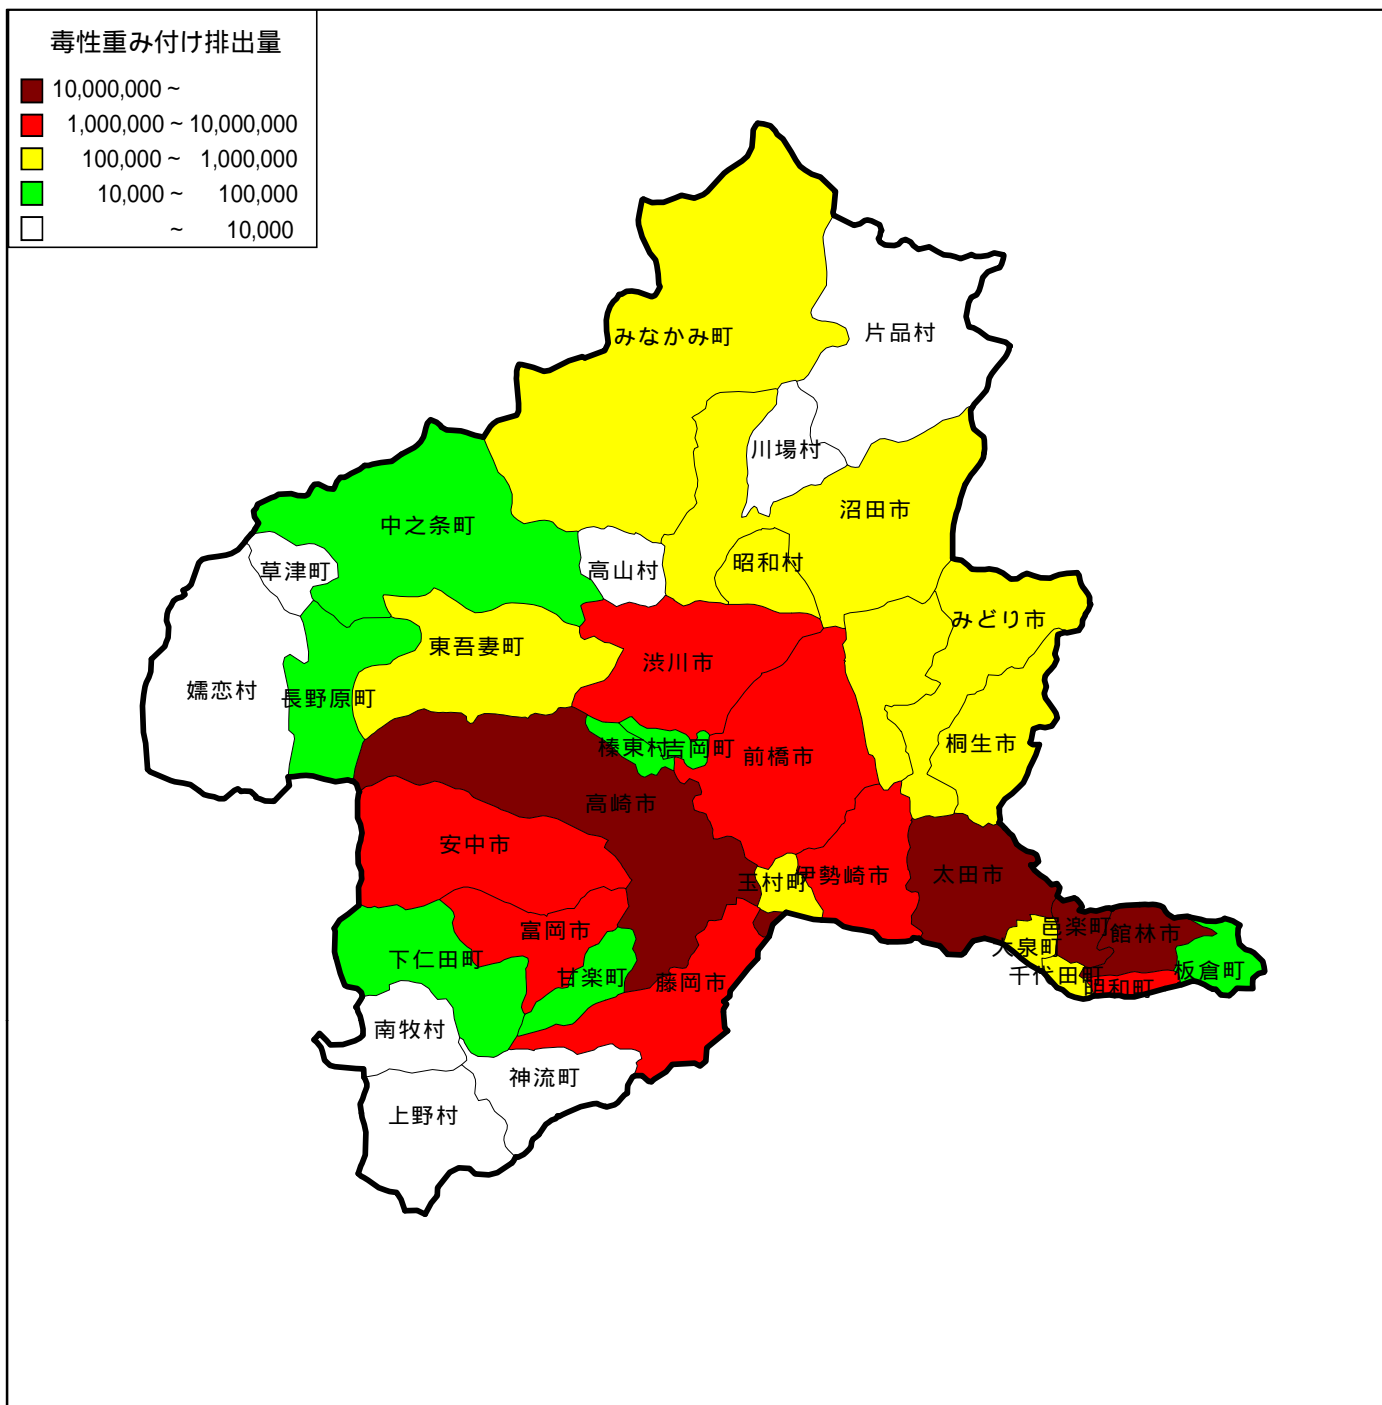 毒性重み付け排出量
10,000,000 ~
1,000,000 ~ 10,000,000
100,000 ~ 1,000,000
10,000 ~ 100,000
~ 10,000
みなかみ町
片品村
川場村
沼田市
中之条町
昭和村
草津町
高山村
みどり市
東吾妻町
渋川市
嬬恋村
長野原町
桐生市
榛東村
吉岡町
前橋市
高崎市
安中市
玉村町
伊勢崎市
太田市
邑楽町
館林市
富岡市
大泉町
下仁田町
甘楽町
藤岡市
千代田町
板倉町
明和町
南牧村
神流町
上野村